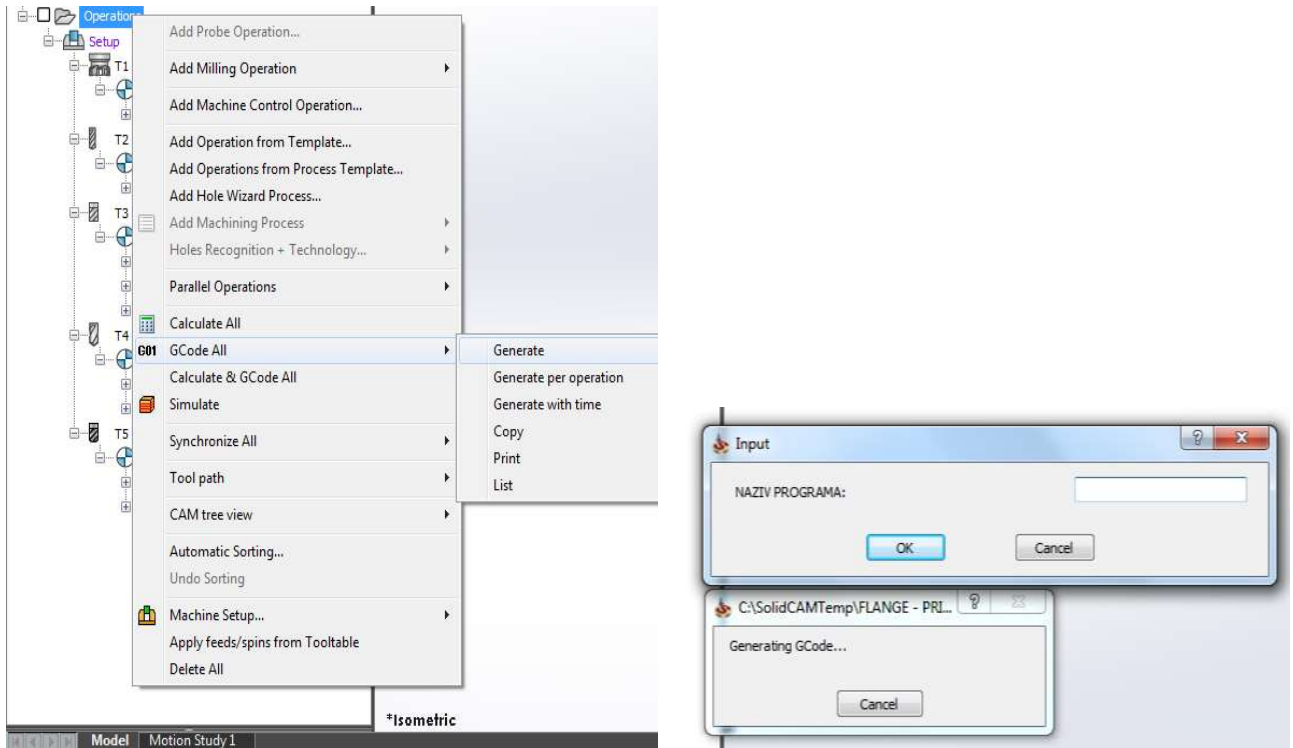 Operations
Setup
T1
T2
T3
T4
T5
Add Probe Operation...
Add Milling Operation
Add Machine Control Operation...
Add Operation from Template...
Add Operations from Process Template...
Add Hole Wizard Process...
Add Machining Process
Holes Recognition + Technology...
Parallel Operations
Calculate All
G01 GCode All
Calculate & GCode All
Simulate
Synchronize All
Tool path
CAM tree view
Automatic Sorting...
Undo Sorting
Machine Setup...
Apply feeds/spins from Tooltable
Delete All
Generate
Generate per operation
Generate with time
Copy
Print
List
*Isometric
Model Motion Study 1
Input
NAZIV PROGRAMA:
OK Cancel
C:\SolidCAMTemp\FLANGE - PRI...
Generating GCode...
Cancel